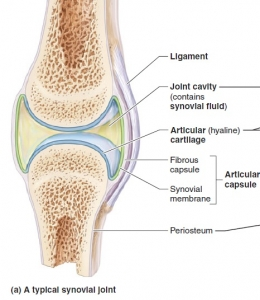 Ligament
Joint cavity
(contains
synovial fluid)
Articular (hyaline)
cartilage
Fibrous
capsule
Articular
capsule
Synovial
membrane
Periosteum
(a) A typical synovial joint